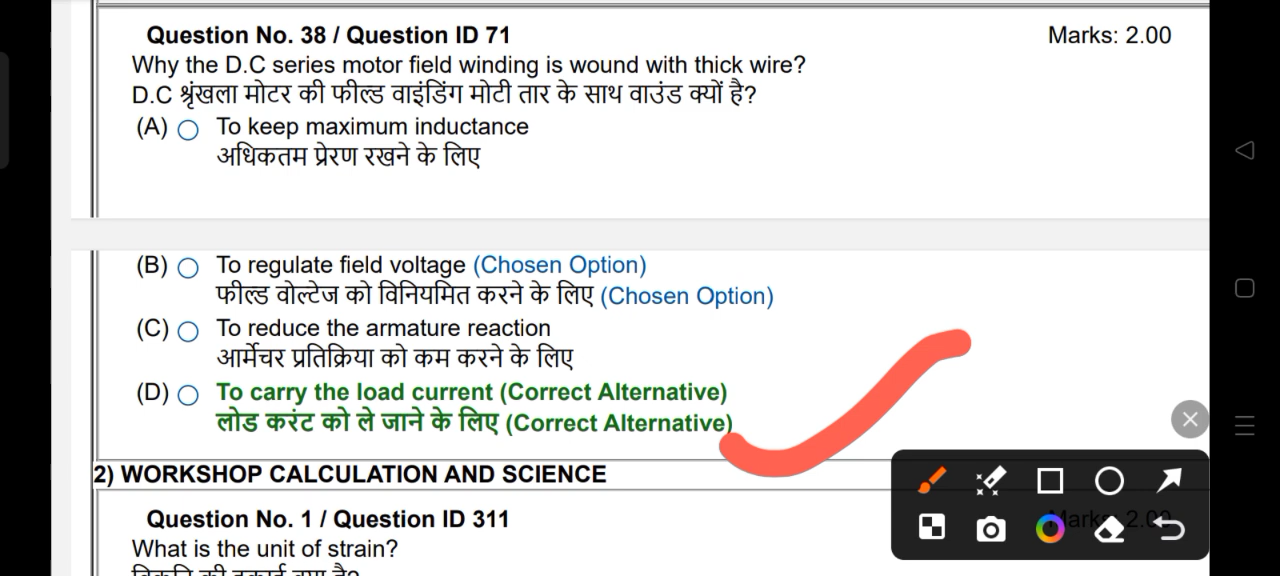 Question No. 38 / Question ID 71 Marks: 2.00
Why the D.C series motor field winding is wound with thick wire?
D.C श्रृंखला मोटर की फील्ड वाइंडिंग मोटी तार के साथ वाउंड क्यों है?
(A) To keep maximum inductance
अधिकतम प्रेरण रखने के लिए
(B) To regulate field voltage (Chosen Option)
फील्ड वोल्टेज को विनियमित करने के लिए (Chosen Option)
(C) To reduce the armature reaction
आर्मेचर प्रतिक्रिया को कम करने के लिए
(D) To carry the load current (Correct Alternative)
लोड करंट को ले जाने के लिए (Correct Alternative)
2) WORKSHOP CALCULATION AND SCIENCE
Question No. 1 / Question ID 311 Marks: 2.00
What is the unit of strain?